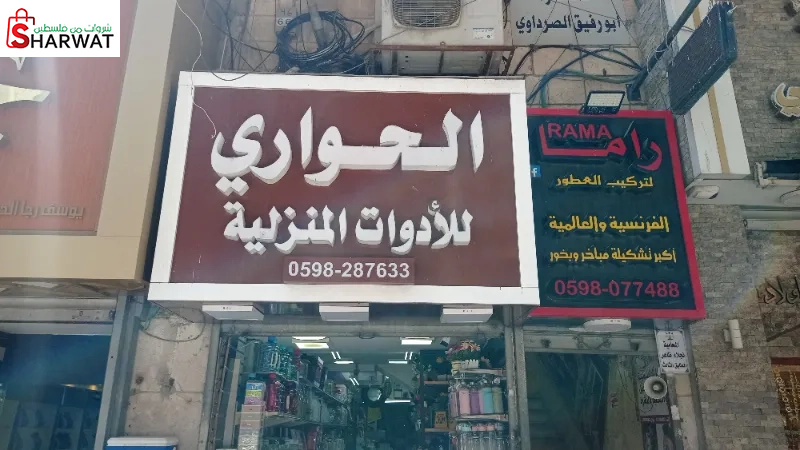 شروات من فلسطين
SHARWAT
أبو رفيق الصرداوي
الحواري
للأدوات المنزلية
0598-287633
RAMA
راما
لتركيب العطور
الفرنسية والعالمية
أكبر تشكيلة مباخر وبخور
0598-077488